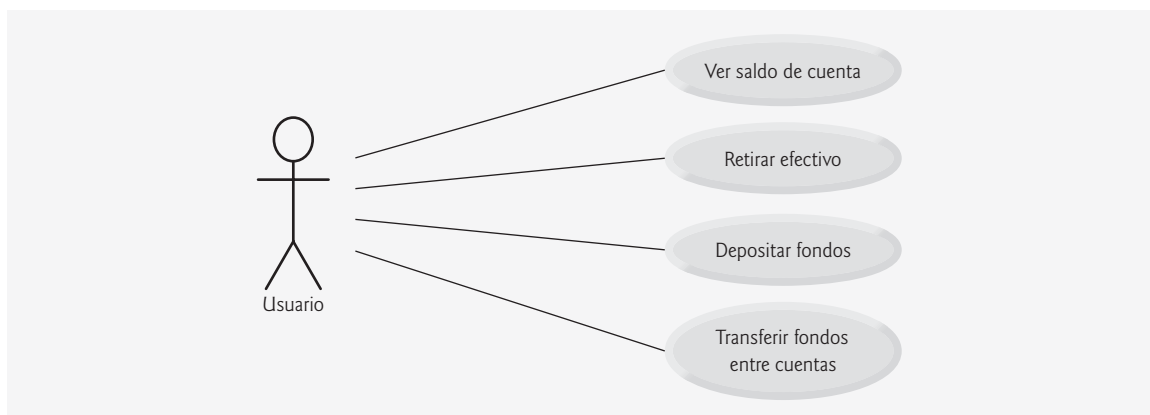 Ver saldo de cuenta
Retirar efectivo
Depositar fondos
Transferir fondos
entre cuentas
Usuario